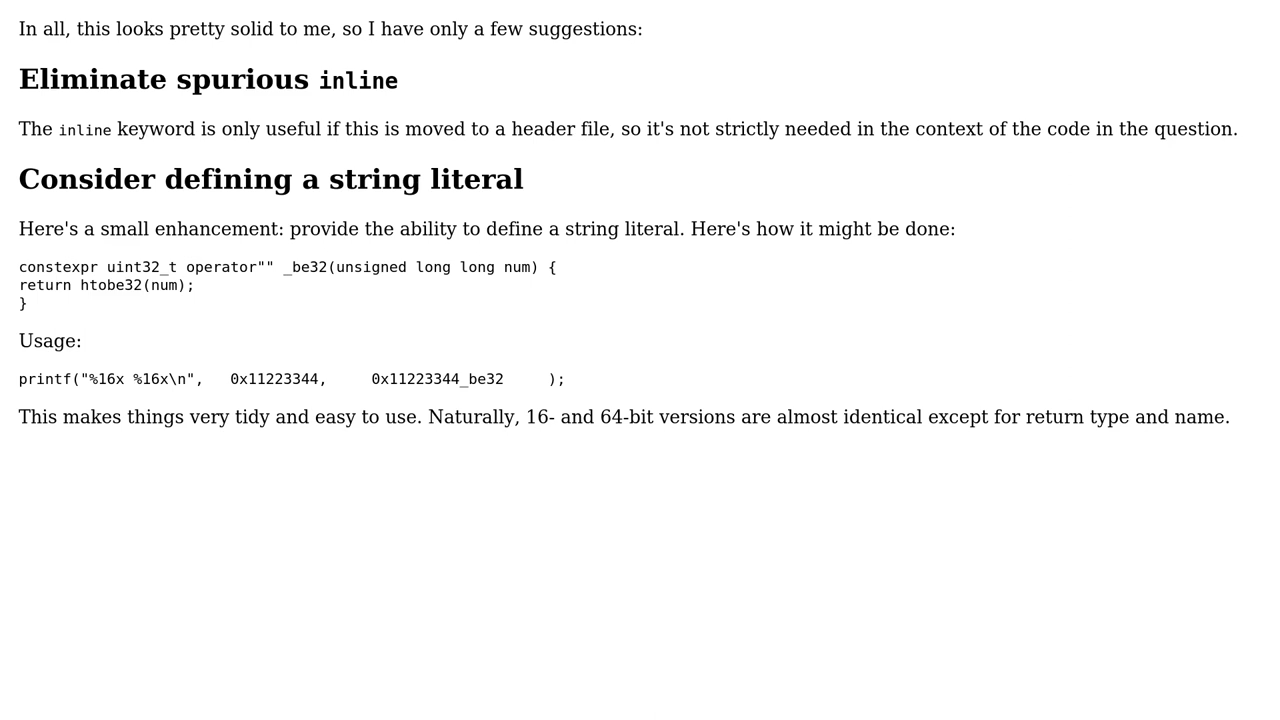 In all, this looks pretty solid to me, so I have only a few suggestions:
Eliminate spurious inline
The inline keyword is only useful if this is moved to a header file, so it's not strictly needed in the context of the code in the question.
Consider defining a string literal
Here's a small enhancement: provide the ability to define a string literal. Here's how it might be done:
constexpr uint32_t operator"" _be32(unsigned long long num) {
return htobe32(num);
}
Usage:
printf("%16x %16x\n",   0x11223344,     0x11223344_be32     );
This makes things very tidy and easy to use. Naturally, 16- and 64-bit versions are almost identical except for return type and name.